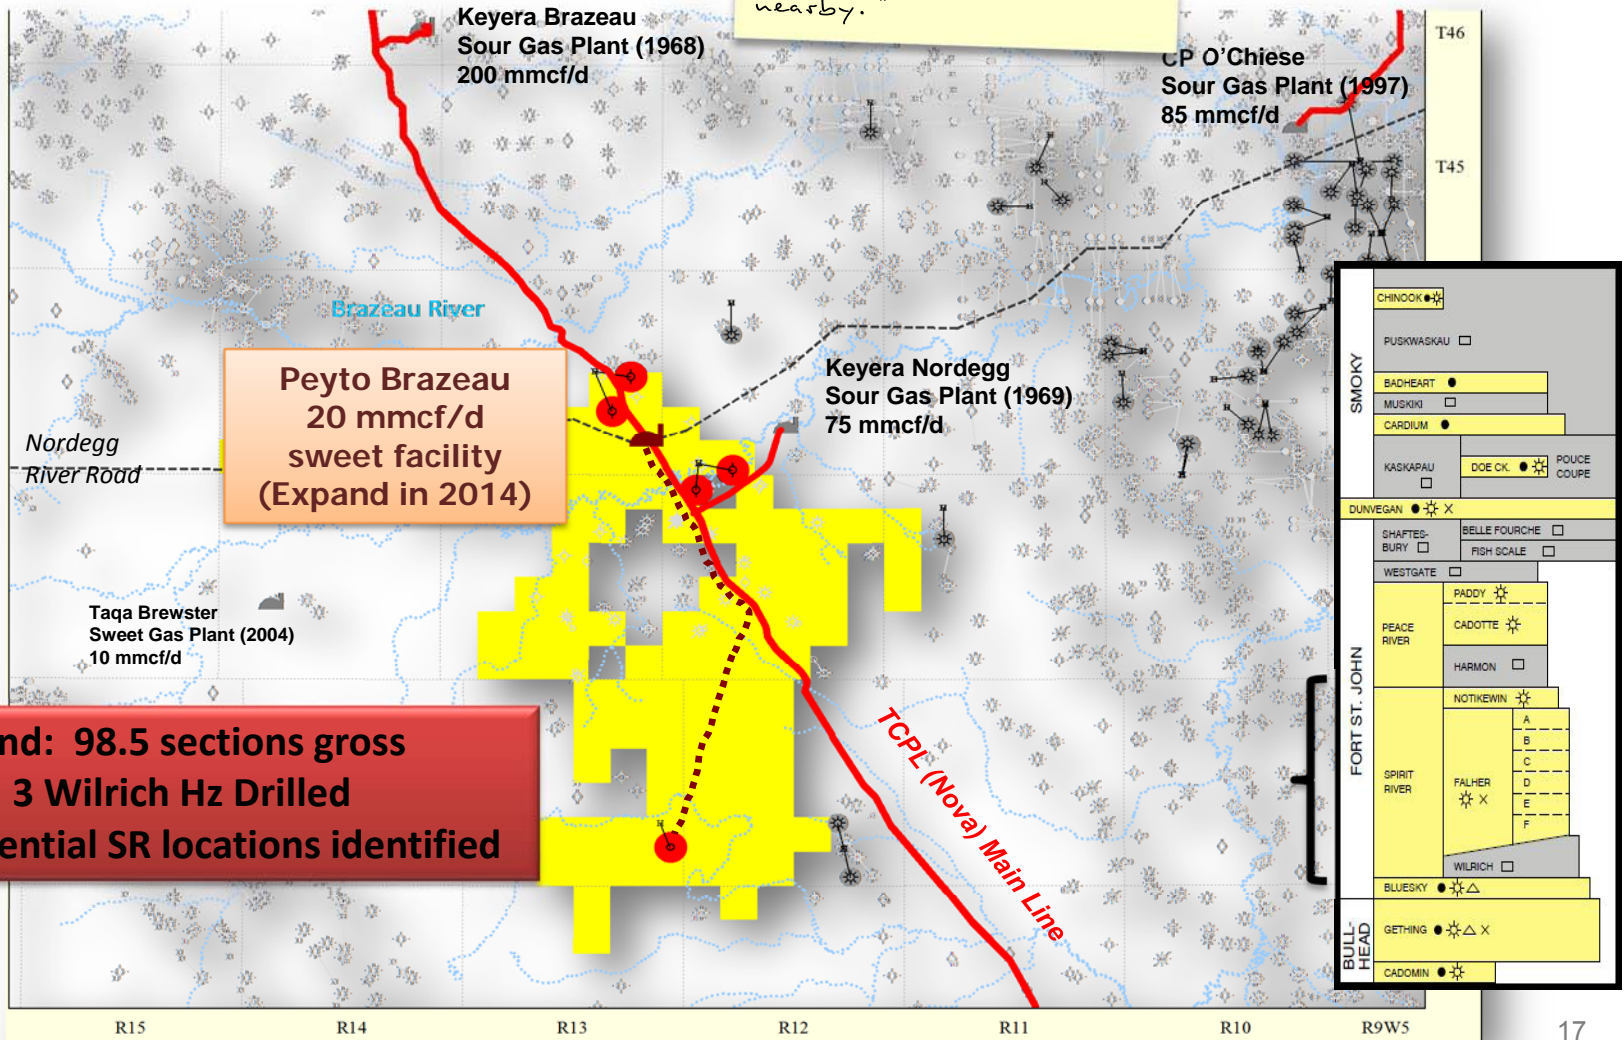 nearby."
Keyera Brazeau
Sour Gas Plant (1968)
200 mmcf/d
CP O'Chiese
Sour Gas Plant (1997)
85 mmcf/d
T46
T45
Brazeau River
Peyto Brazeau
20 mmcf/d
sweet facility
(Expand in 2014)
Keyera Nordegg
Sour Gas Plant (1969)
75 mmcf/d
Nordegg
River Road
Taqa Brewster
Sweet Gas Plant (2004)
10 mmcf/d
nd: 98.5 sections gross
3 Wilrich Hz Drilled
ential SR locations identified
TCPL (Nova) Main Line
SMOKY
CHINOOK
PUSKWASKAU
BADHEART
MUSKIKI
CARDIUM
KASKAPAU
DOE CK.
POUCE
COUPE
DUNVEGAN
FORT ST. JOHN
SHAFTES-
BURY
BELLE FOURCHE
FISH SCALE
WESTGATE
PEACE
RIVER
PADDY
CADOTTE
HARMON
SPIRIT
RIVER
NOTIKEWIN
FALHER
A
B
C
D
E
F
WILRICH
BLUESKY
BULL-
HEAD
GETHING
CADOMIN
R15
R14
R13
R12
R11
R10
R9W5
17